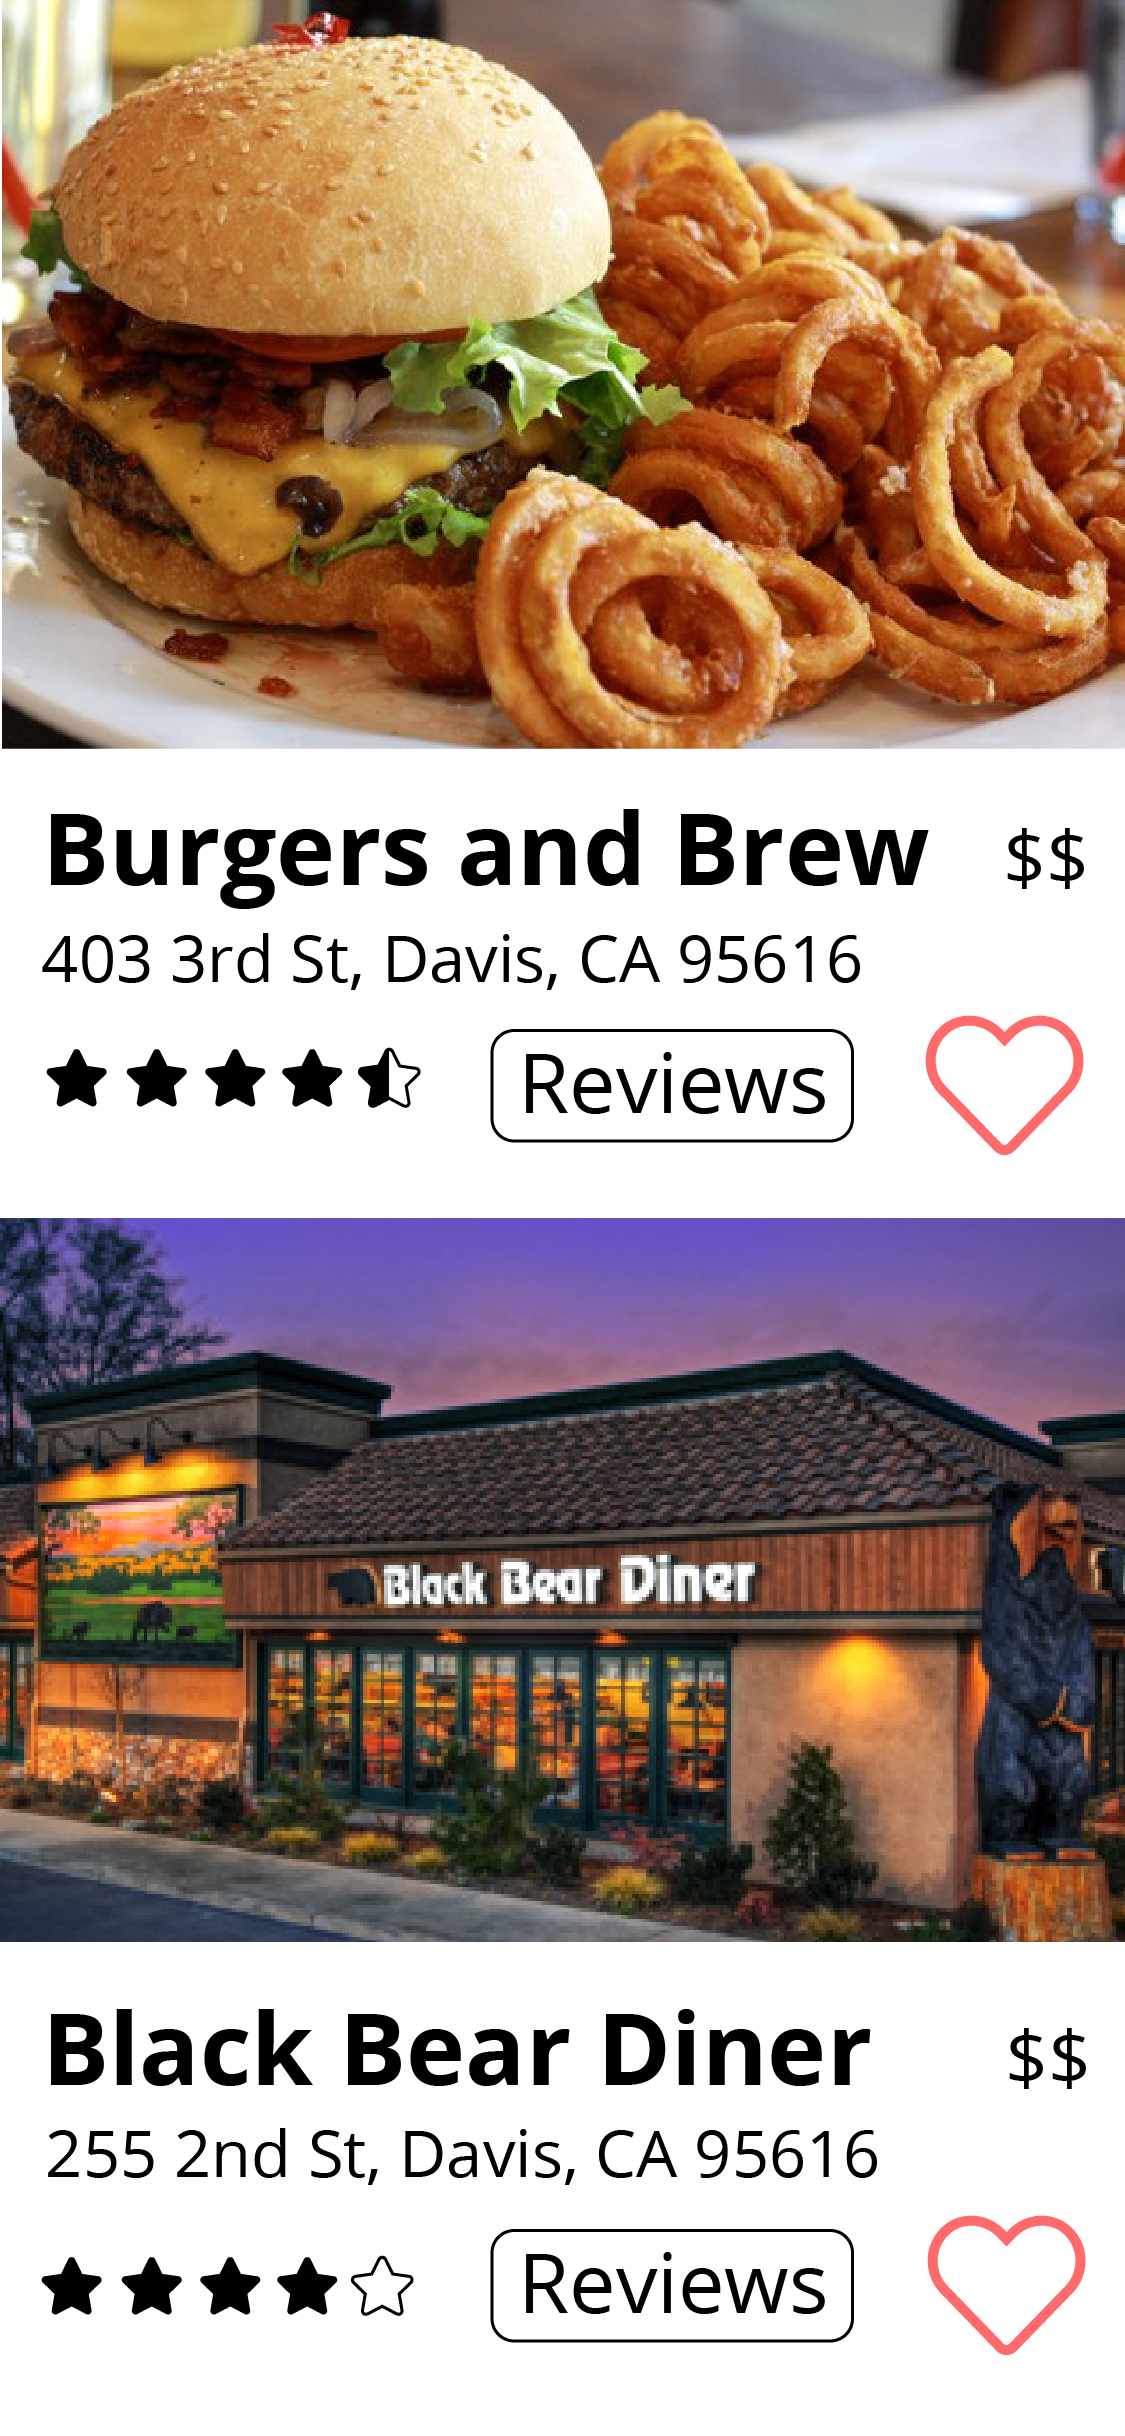 Burgers and Brew $$
403 3rd St, Davis, CA 95616
Reviews
Black Bear Diner
Black Bear Diner $$
255 2nd St, Davis, CA 95616
Reviews